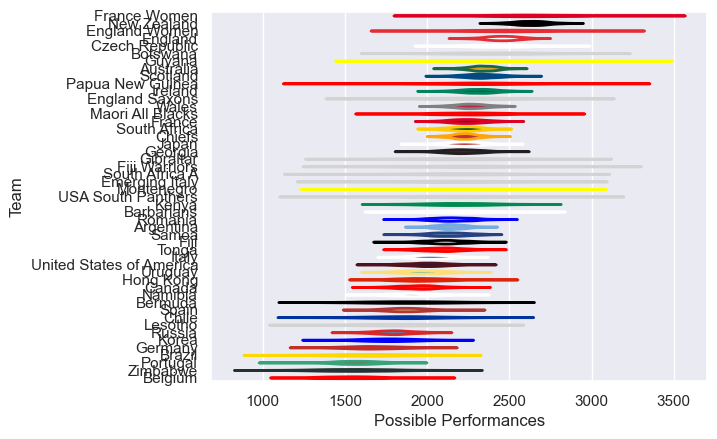 France Women
New Zealand
England Women
England
Czech Republic
Botswana
Guyana
Australia
Scotland
Papua New Guinea
Ireland
England Saxons
Wales
Maori All Blacks
France
South Africa
Chiefs
Japan
Georgia
Gibraltar
Fiji Warriors
South Africa A
Emerging Italy
Montenegro
USA South Panthers
Kenya
Barbarians
Romania
Argentina
Samoa
Fiji
Tonga
Italy
United States of America
Uruguay
Hong Kong
Canada
Namibia
Bermuda
Spain
Chile
Lesotho
Russia
Korea
Germany
Brazil
Portugal
Zimbabwe
Belgium
Team
1000 1500 2000 2500 3000 3500
Possible Performances